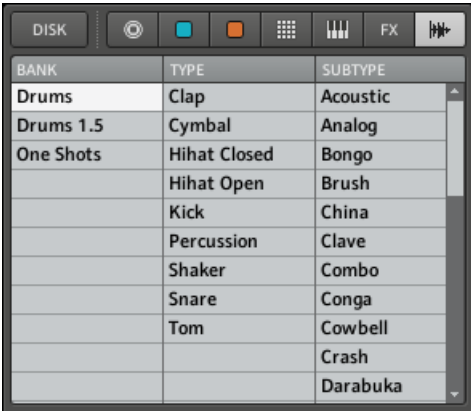 DISK FX
BANK TYPE SUBTYPE
Drums Clap Acoustic
Drums 1.5 Cymbal Analog
One Shots Hihat Closed Bongo
Hihat Open Brush
Kick China
Percussion Clave
Shaker Combo
Snare Conga
Tom Cowbell
Crash
Darabuka